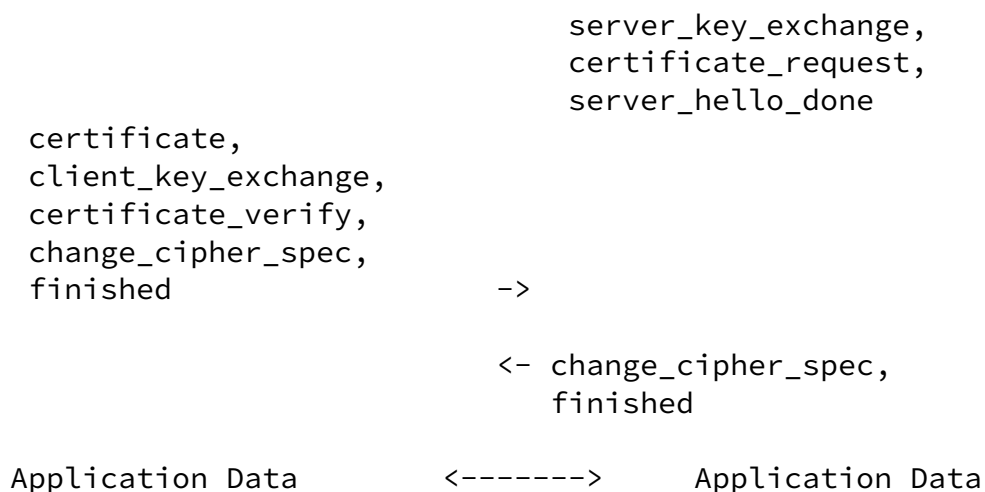 server_key_exchange,
certificate_request,
server_hello_done
certificate,
client_key_exchange,
certificate_verify,
change_cipher_spec,
finished ->
<- change_cipher_spec,
finished
Application Data <-------> Application Data